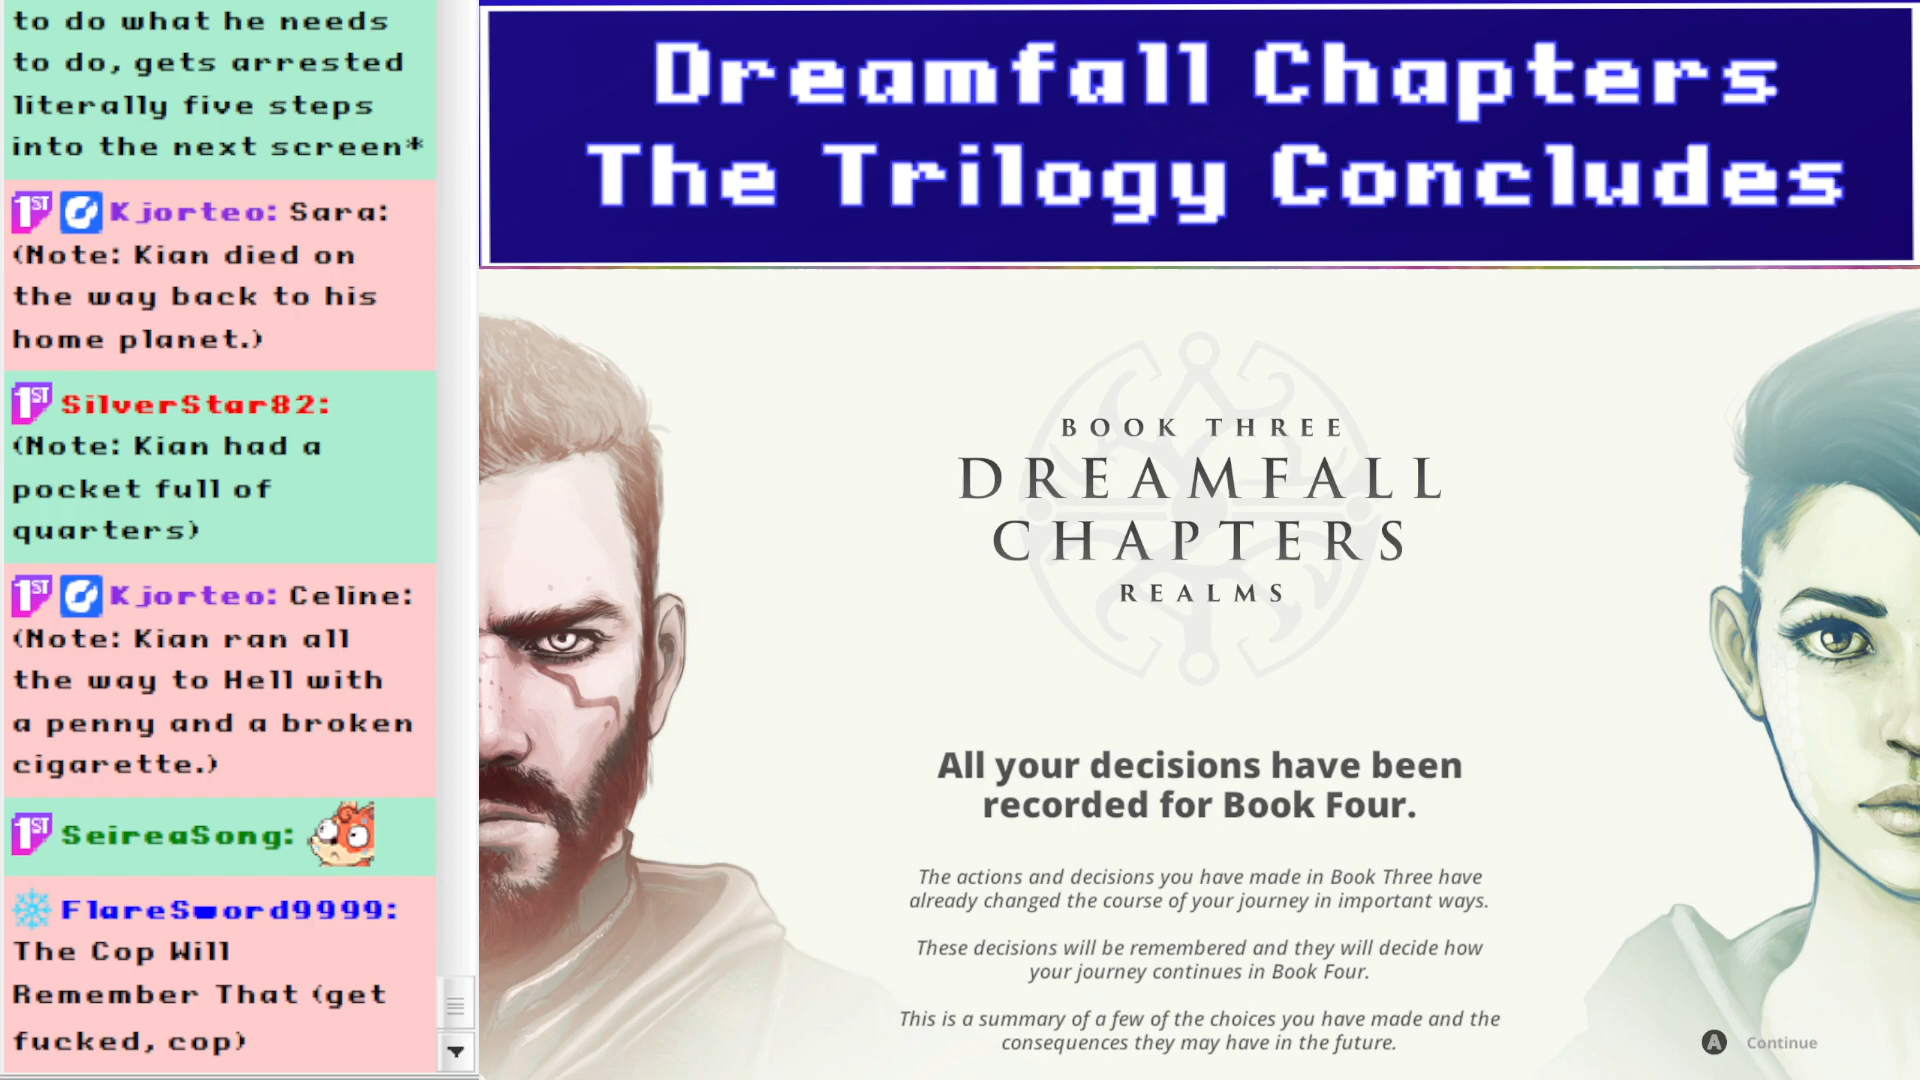 to do what he needs
to do, gets arrested
literally five steps
into the next screen*
1ST Kjorteo: Sara:
(Note: Kian died on
the way back to his
home planet.)
1ST SilverStar82:
(Note: Kian had a
pocket full of
quarters)
1ST Kjorteo: Celine:
(Note: Kian ran all
the way to Hell with
a penny and a broken
cigarette.)
1ST SeireaSong:
FlareSword9999:
The Cop Will
Remember That (get
fucked, cop)
Dreamfall Chapters
The Trilogy Concludes
BOOK THREE
DREAMFALL
CHAPTERS
REALMS
All your decisions have been
recorded for Book Four.
The actions and decisions you have made in Book Three have
already changed the course of your journey in important ways.
These decisions will be remembered and they will decide how
your journey continues in Book Four.
This is a summary of a few of the choices you have made and the
consequences they may have in the future.
A Continue